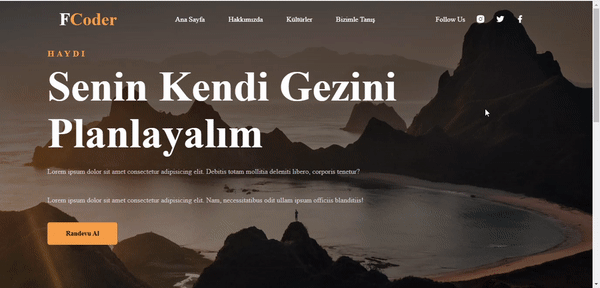 FCoder Ana Sayfa Hakkımızda Kültürler Bizimle Tanış Follow Us
HAYDI
Senin Kendi Gezini
Planlayalım
Lorem ipsum dolor sit amet consectetur adipisicing elit. Debitis totam mollitia deleniti libero, corporis tenetur?
Lorem ipsum dolor sit amet consectetur adipisicing elit. Nam, necessitatibus odit ullam ipsum officiis blanditiis!
Randevu Al